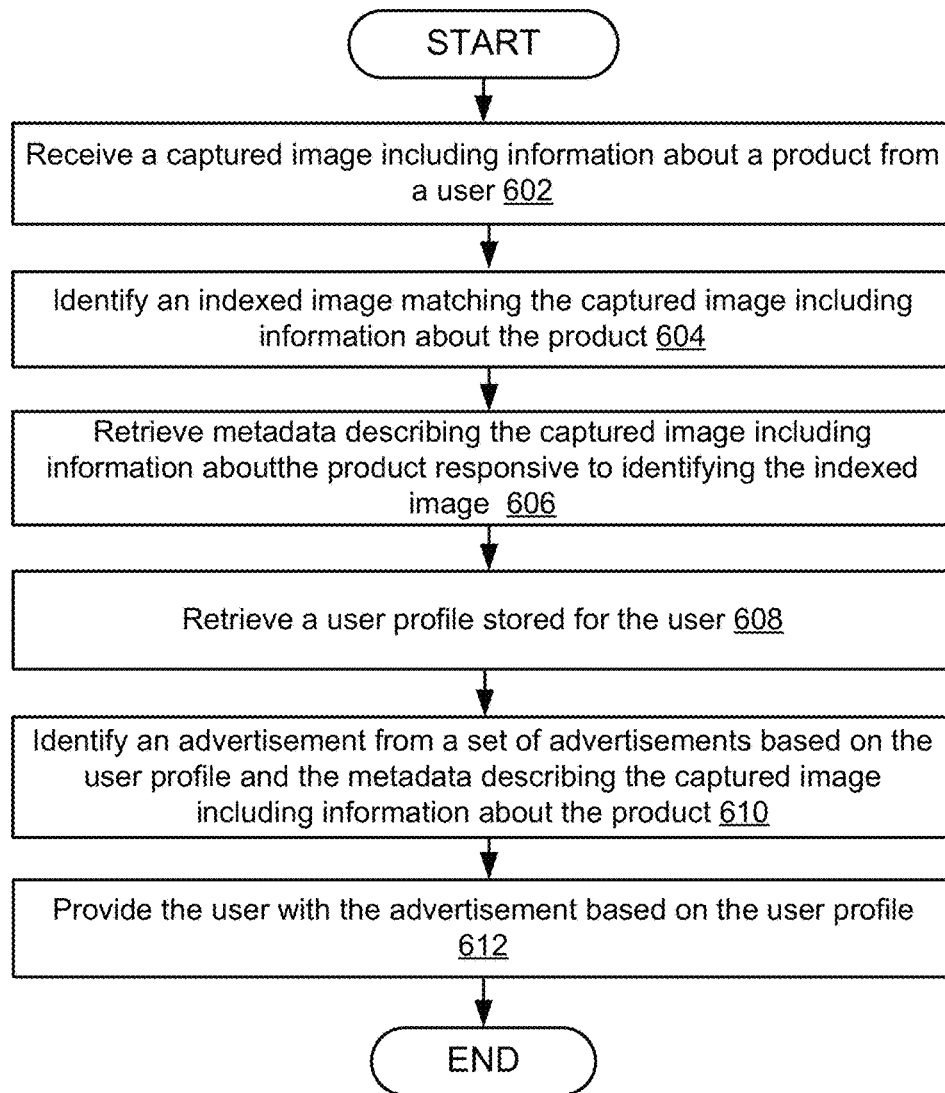 START
Receive a captured image including information about a product from
a user 602
Identify an indexed image matching the captured image including
information about the product 604
Retrieve metadata describing the captured image including
information aboutthe product responsive to identifying the indexed
image 606
Retrieve a user profile stored for the user 608
Identify an advertisement from a set of advertisements based on the
user profile and the metadata describing the captured image
including information about the product 610
Provide the user with the advertisement based on the user profile
612
END